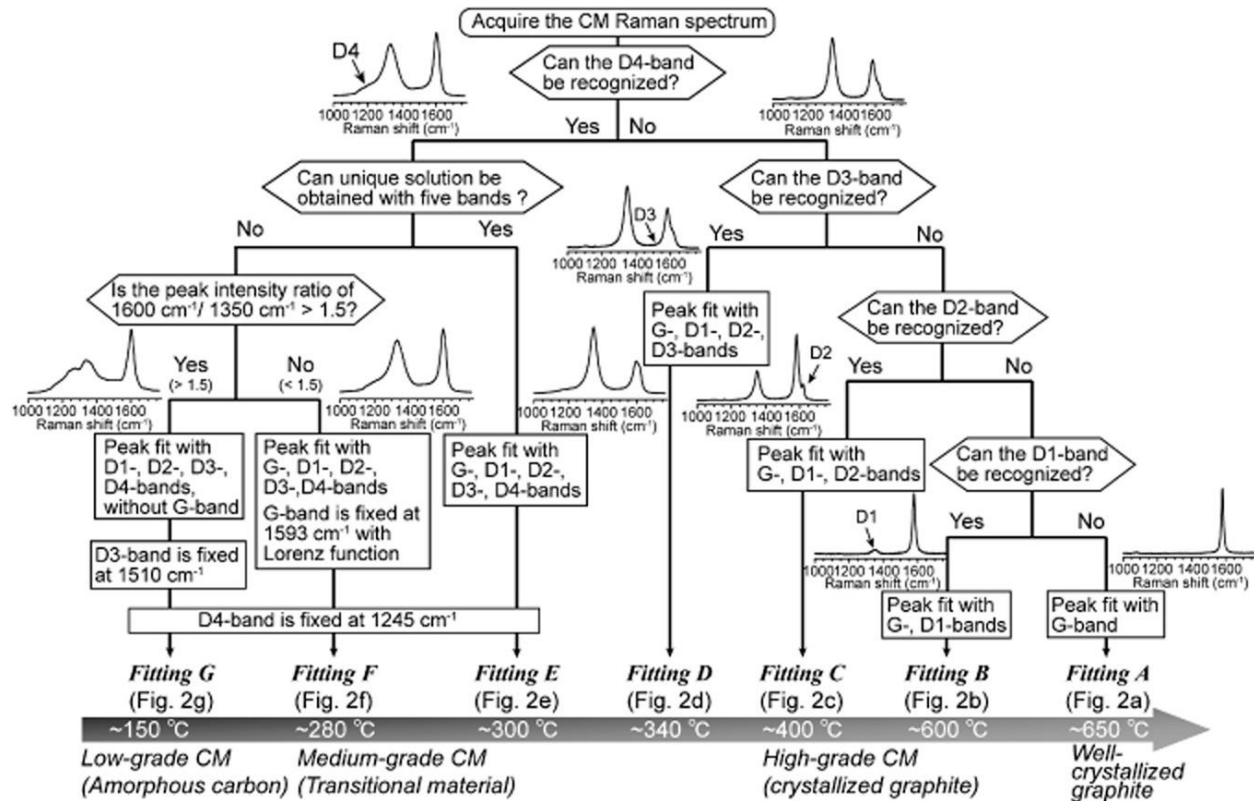 Acquire the CM Raman spectrum
Can the D4-band
be recognized?
D4
1000 1200 1400 1600
Raman shift (cm⁻¹)
1000 1200 1400 1600
Raman shift (cm⁻¹)
Yes
No
Can unique solution be
obtained with five bands ?
Can the D3-band
be recognized?
No
Yes
D3
1000 1200 1400 1600
Raman shift (cm⁻¹)
Yes
No
Is the peak intensity ratio of
1600 cm⁻¹/ 1350 cm⁻¹ > 1.5?
Peak fit with
G-, D1-, D2-,
D3-bands
Can the D2-band
be recognized?
Yes
(> 1.5)
No
(< 1.5)
1000 1200 1400 1600
Raman shift (cm⁻¹)
1000 1200 1400 1600
Raman shift (cm⁻¹)
1000 1200 1400 1600
Raman shift (cm⁻¹)
D2
1000 1200 1400 1600
Raman shift (cm⁻¹)
Yes
No
Peak fit with
D1-, D2-, D3-,
D4-bands,
without G-band
Peak fit with
G-, D1-, D2-,
D3-,D4-bands
G-band is fixed at
1593 cm⁻¹ with
Lorenz function
Peak fit with
G-, D1-, D2-,
D3-, D4-bands
Peak fit with
G-, D1-, D2-bands
Can the D1-band
be recognized?
D1
1000 1200 1400 1600
Raman shift (cm⁻¹)
Yes
No
1000 1200 1400 1600
Raman shift (cm⁻¹)
D3-band is fixed
at 1510 cm⁻¹
D4-band is fixed at 1245 cm⁻¹
Peak fit with
G-, D1-bands
Peak fit with
G-band
Fitting G
(Fig. 2g)
Fitting F
(Fig. 2f)
Fitting E
(Fig. 2e)
Fitting D
(Fig. 2d)
Fitting C
(Fig. 2c)
Fitting B
(Fig. 2b)
Fitting A
(Fig. 2a)
~150 °C
~280 °C
~300 °C
~340 °C
~400 °C
~600 °C
~650 °C
Low-grade CM
(Amorphous carbon)
Medium-grade CM
(Transitional material)
High-grade CM
(crystallized graphite)
Well-
crystallized
graphite